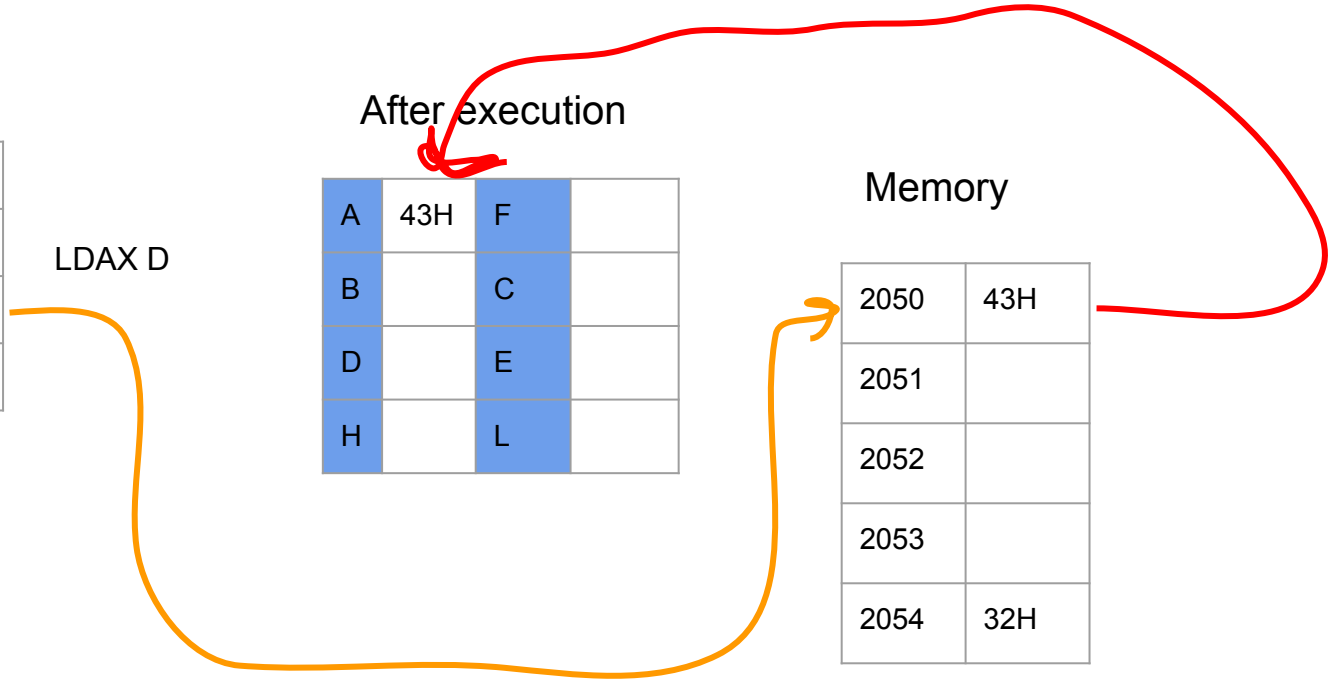 After execution
Memory
LDAX D
A 43H F
B C
D E
H L
2050 43H
2051
2052
2053
2054 32H